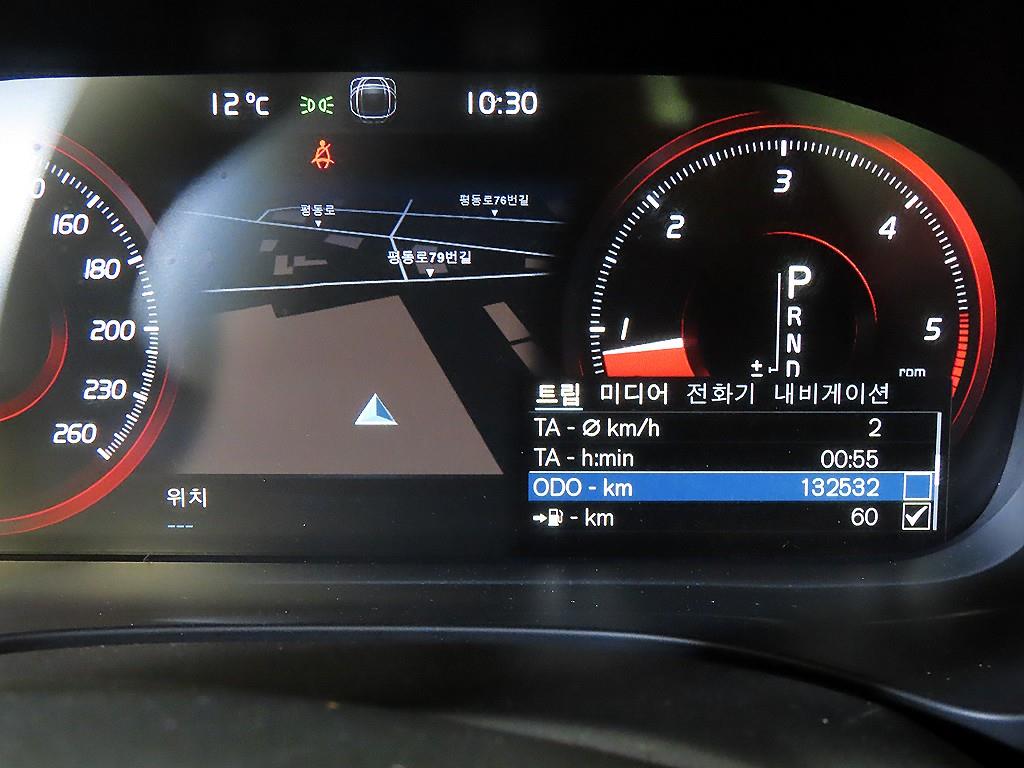 12°C 10:30
평동로76번길
평동로
평동로79번길
160
180
200
230
260
1
2
3
4
5
P
R
N
D
±
rom
위치
---
트립 미디어 전화기 내비게이션
TA - Ø km/h 2
TA - h:min 00:55
ODO - km 132532
- km 60